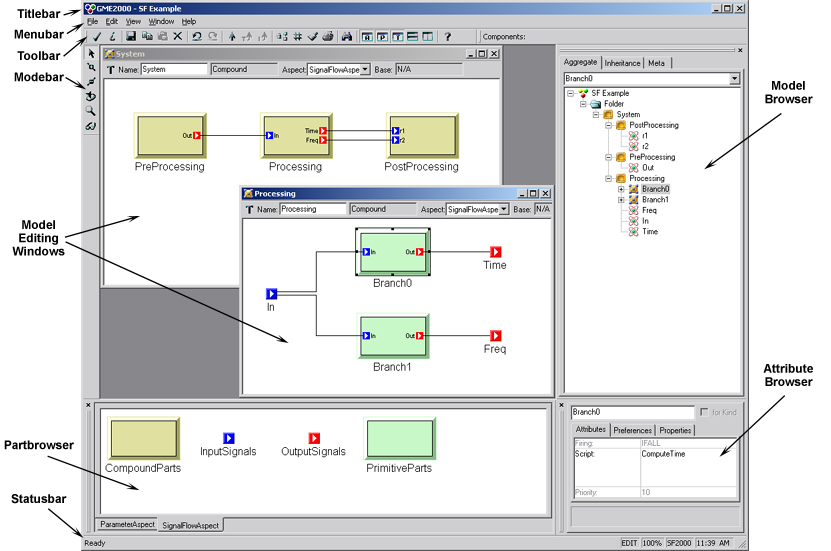 Titlebar
GME2000 - SF Example
Menubar
File Edit View Window Help
Toolbar
Components:
Modebar
System
Name: System Compound Aspect: SignalFlowAspe Base: N/A
Out
PreProcessing
In
Time
Freq
Processing
r1
r2
PostProcessing
Model
Editing
Windows
Processing
Name: Processing Compound Aspect: SignalFlowAspe Base: N/A
In
In
Out
Branch0
Time
In
Out
Branch1
Freq
Aggregate Inheritance Meta
Branch0
SF Example
Folder
System
PostProcessing
r1
r2
PreProcessing
Out
Processing
Branch0
Branch1
Freq
In
Time
Model
Browser
Partbrowser
CompoundParts
InputSignals
OutputSignals
PrimitiveParts
ParameterAspect SignalFlowAspect
Attribute
Browser
Branch0 for Kind
Attributes Preferences Properties
Firing: IFALL
Script: ComputeTime
Priority: 10
Statusbar
Ready
EDIT 100% SF2000 11:39 AM